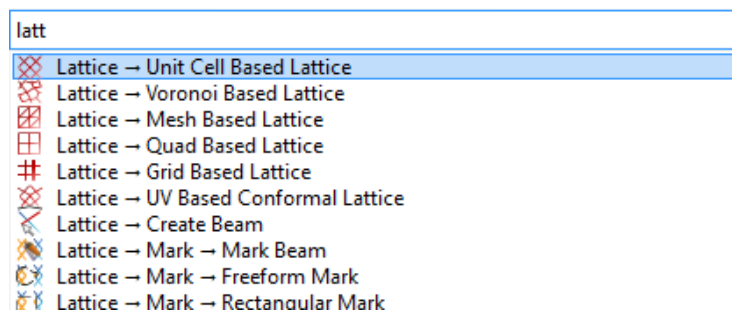 latt
Lattice → Unit Cell Based Lattice
Lattice → Voronoi Based Lattice
Lattice → Mesh Based Lattice
Lattice → Quad Based Lattice
Lattice → Grid Based Lattice
Lattice → UV Based Conformal Lattice
Lattice → Create Beam
Lattice → Mark → Mark Beam
Lattice → Mark → Freeform Mark
Lattice → Mark → Rectangular Mark